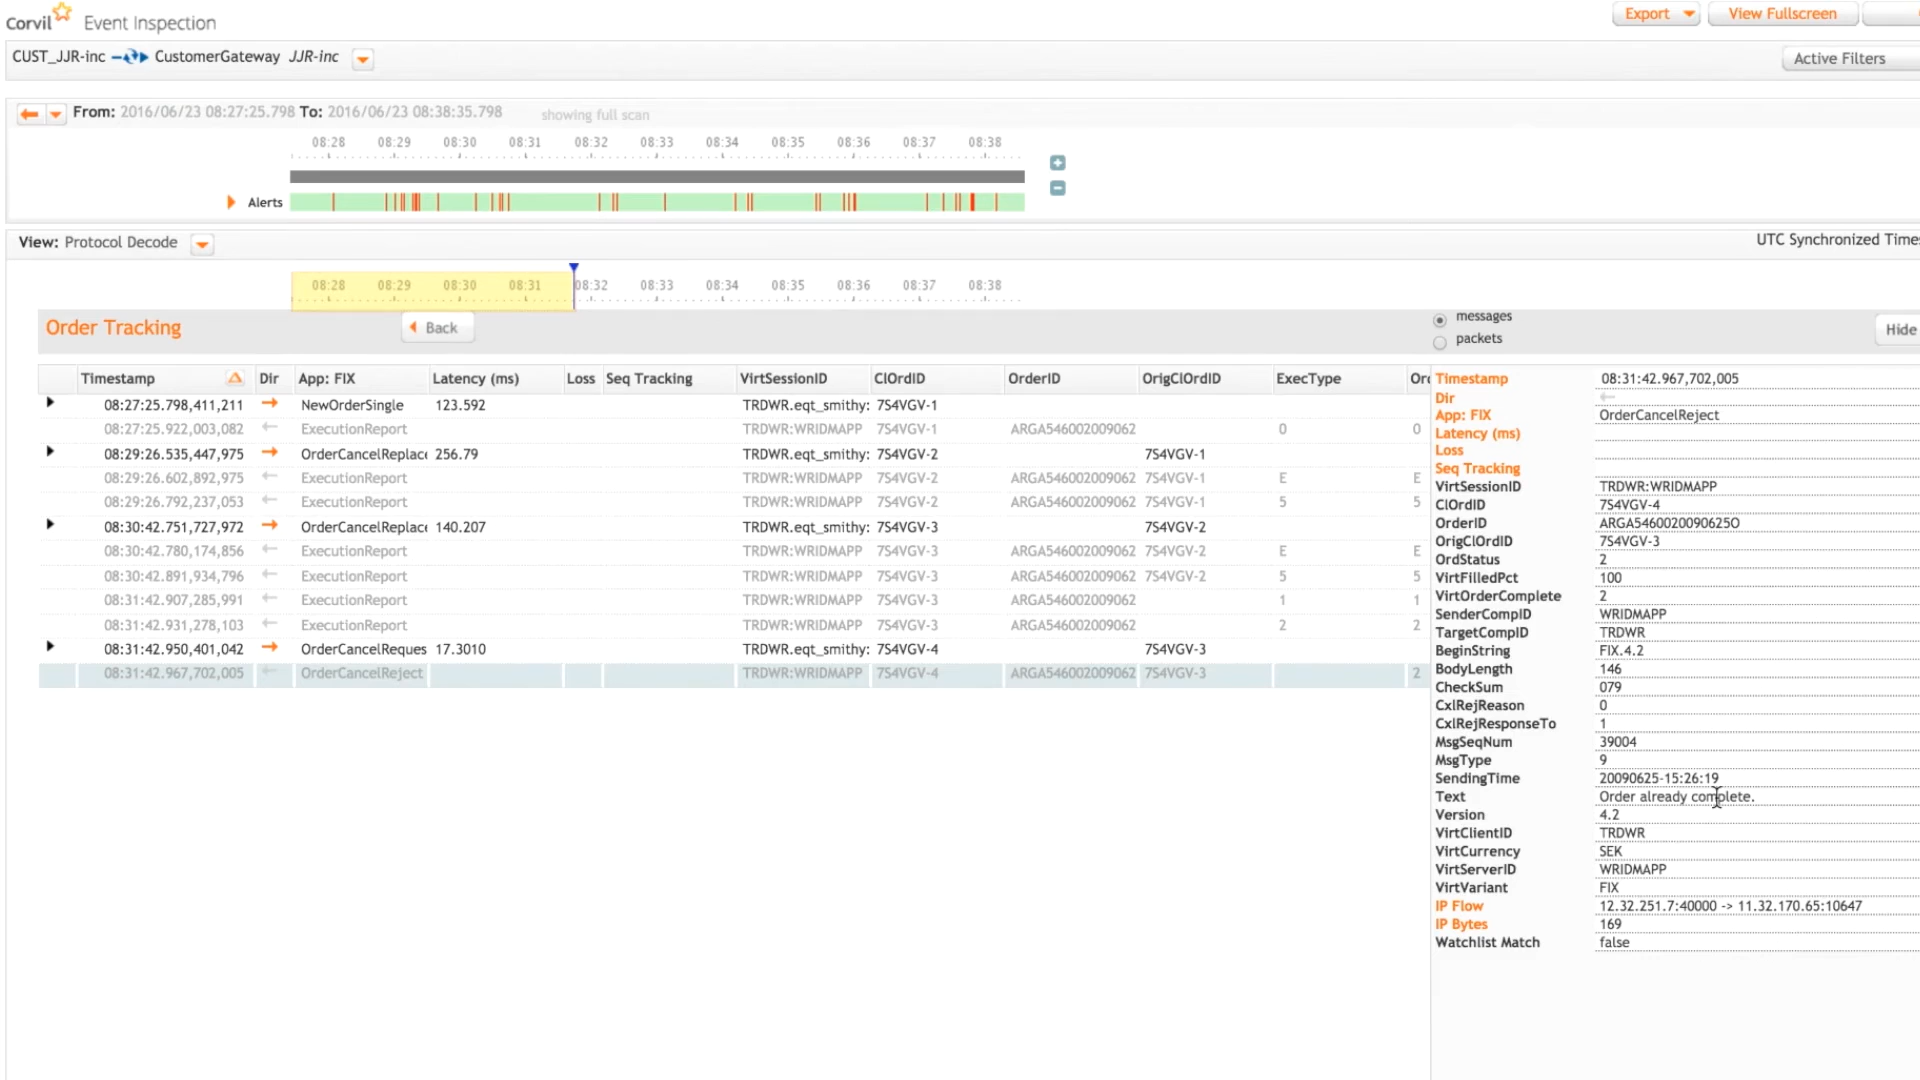 Corvil Event Inspection
Export View Fullscreen
CUST_JJR-inc CustomerGateway JJR-inc
Active Filters
From: 2016/06/23 08:27:25.798 To: 2016/06/23 08:38:35.798 showing full scan
08:28 08:29 08:30 08:31 08:32 08:33 08:34 08:35 08:36 08:37 08:38
Alerts
View: Protocol Decode
UTC Synchronized Time
08:28 08:29 08:30 08:31 08:32 08:33 08:34 08:35 08:36 08:37 08:38
Order Tracking Back
messages
packets
Hide
Timestamp Dir App: FIX Latency (ms) Loss Seq Tracking VirtSessionID ClOrdID OrderID OrigClOrdID ExecType Orc
08:27:25.798,411,211 NewOrderSingle 123.592 TRDWR.eqt_smithy: 7S4VGV-1
08:27:25.922,003,082 ExecutionReport TRDWR:WRIDMAPP 7S4VGV-1 ARGA546002009062 0 0
08:29:26.535,447,975 OrderCancelReplace 256.79 TRDWR.eqt_smithy: 7S4VGV-2 7S4VGV-1
08:29:26.602,892,975 ExecutionReport TRDWR:WRIDMAPP 7S4VGV-2 ARGA546002009062 7S4VGV-1 E E
08:29:26.792,237,053 ExecutionReport TRDWR:WRIDMAPP 7S4VGV-2 ARGA546002009062 7S4VGV-1 5 5
08:30:42.751,727,972 OrderCancelReplace 140.207 TRDWR.eqt_smithy: 7S4VGV-3 7S4VGV-2
08:30:42.780,174,856 ExecutionReport TRDWR:WRIDMAPP 7S4VGV-3 ARGA546002009062 7S4VGV-2 E E
08:30:42.891,934,796 ExecutionReport TRDWR:WRIDMAPP 7S4VGV-3 ARGA546002009062 7S4VGV-2 5 5
08:31:42.907,285,991 ExecutionReport TRDWR:WRIDMAPP 7S4VGV-3 ARGA546002009062 1 1
08:31:42.931,278,103 ExecutionReport TRDWR:WRIDMAPP 7S4VGV-3 ARGA546002009062 2 2
08:31:42.950,401,042 OrderCancelReques 17.3010 TRDWR.eqt_smithy: 7S4VGV-4 7S4VGV-3
08:31:42.967,702,005 OrderCancelReject TRDWR:WRIDMAPP 7S4VGV-4 ARGA546002009062 7S4VGV-3 2
Timestamp 08:31:42.967,702,005
Dir
App: FIX OrderCancelReject
Latency (ms)
Loss
Seq Tracking
VirtSessionID TRDWR:WRIDMAPP
ClOrdID 7S4VGV-4
OrderID ARGA5460020090625O
OrigClOrdID 7S4VGV-3
OrdStatus 2
VirtFilledPct 100
VirtOrderComplete 2
SenderCompID WRIDMAPP
TargetCompID TRDWR
BeginString FIX.4.2
BodyLength 146
CheckSum 079
CxlRejReason 0
CxlRejResponseTo 1
MsgSeqNum 39004
MsgType 9
SendingTime 20090625-15:26:19
Text Order already complete.
Version 4.2
VirtClientID TRDWR
VirtCurrency SEK
VirtServerID WRIDMAPP
VirtVariant FIX
IP Flow 12.32.251.7:40000 -> 11.32.170.65:10647
IP Bytes 169
Watchlist Match false